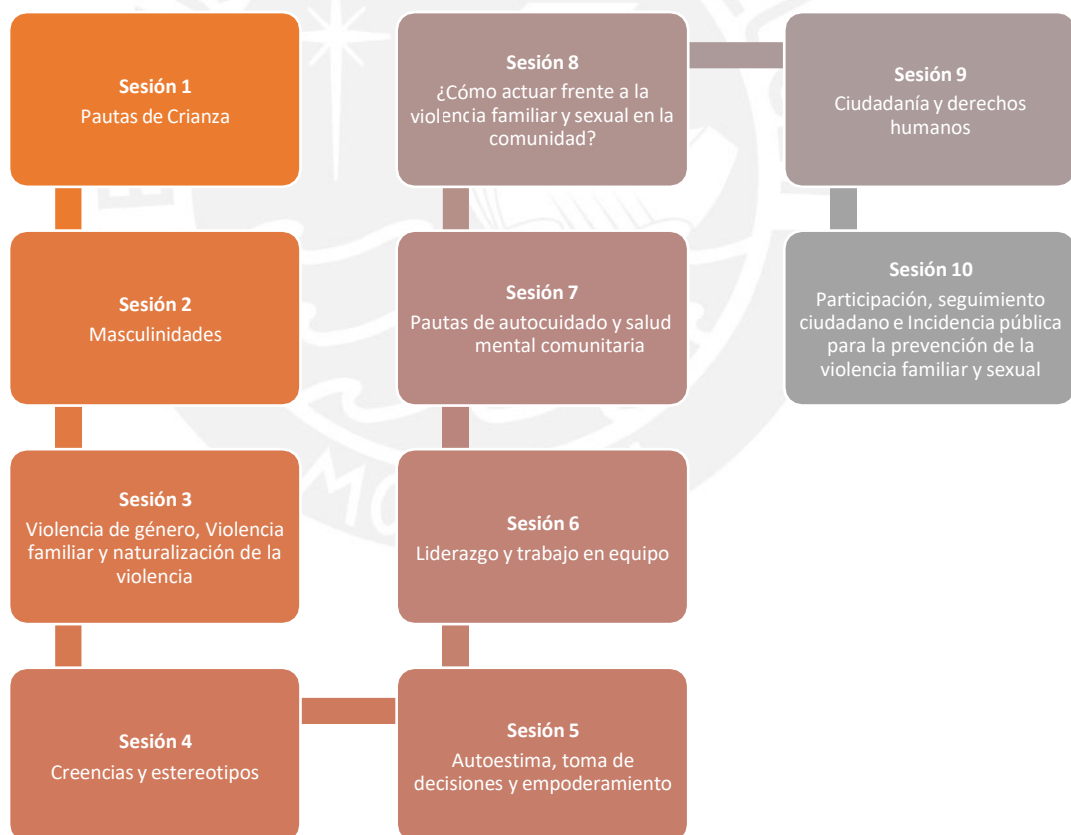 Sesión 1
Pautas de Crianza
Sesión 2
Masculinidades
Sesión 3
Violencia de género, Violencia
familiar y naturalización de la
violencia
Sesión 4
Creencias y estereotipos
Sesión 5
Autoestima, toma de
decisiones y empoderamiento
Sesión 6
Liderazgo y trabajo en equipo
Sesión 7
Pautas de autocuidado y salud
mental comunitaria
Sesión 8
¿Cómo actuar frente a la
violencia familiar y sexual en la
comunidad?
Sesión 9
Ciudadanía y derechos
humanos
Sesión 10
Participación, seguimiento
ciudadano e Incidencia pública
para la prevención de la
violencia familiar y sexual